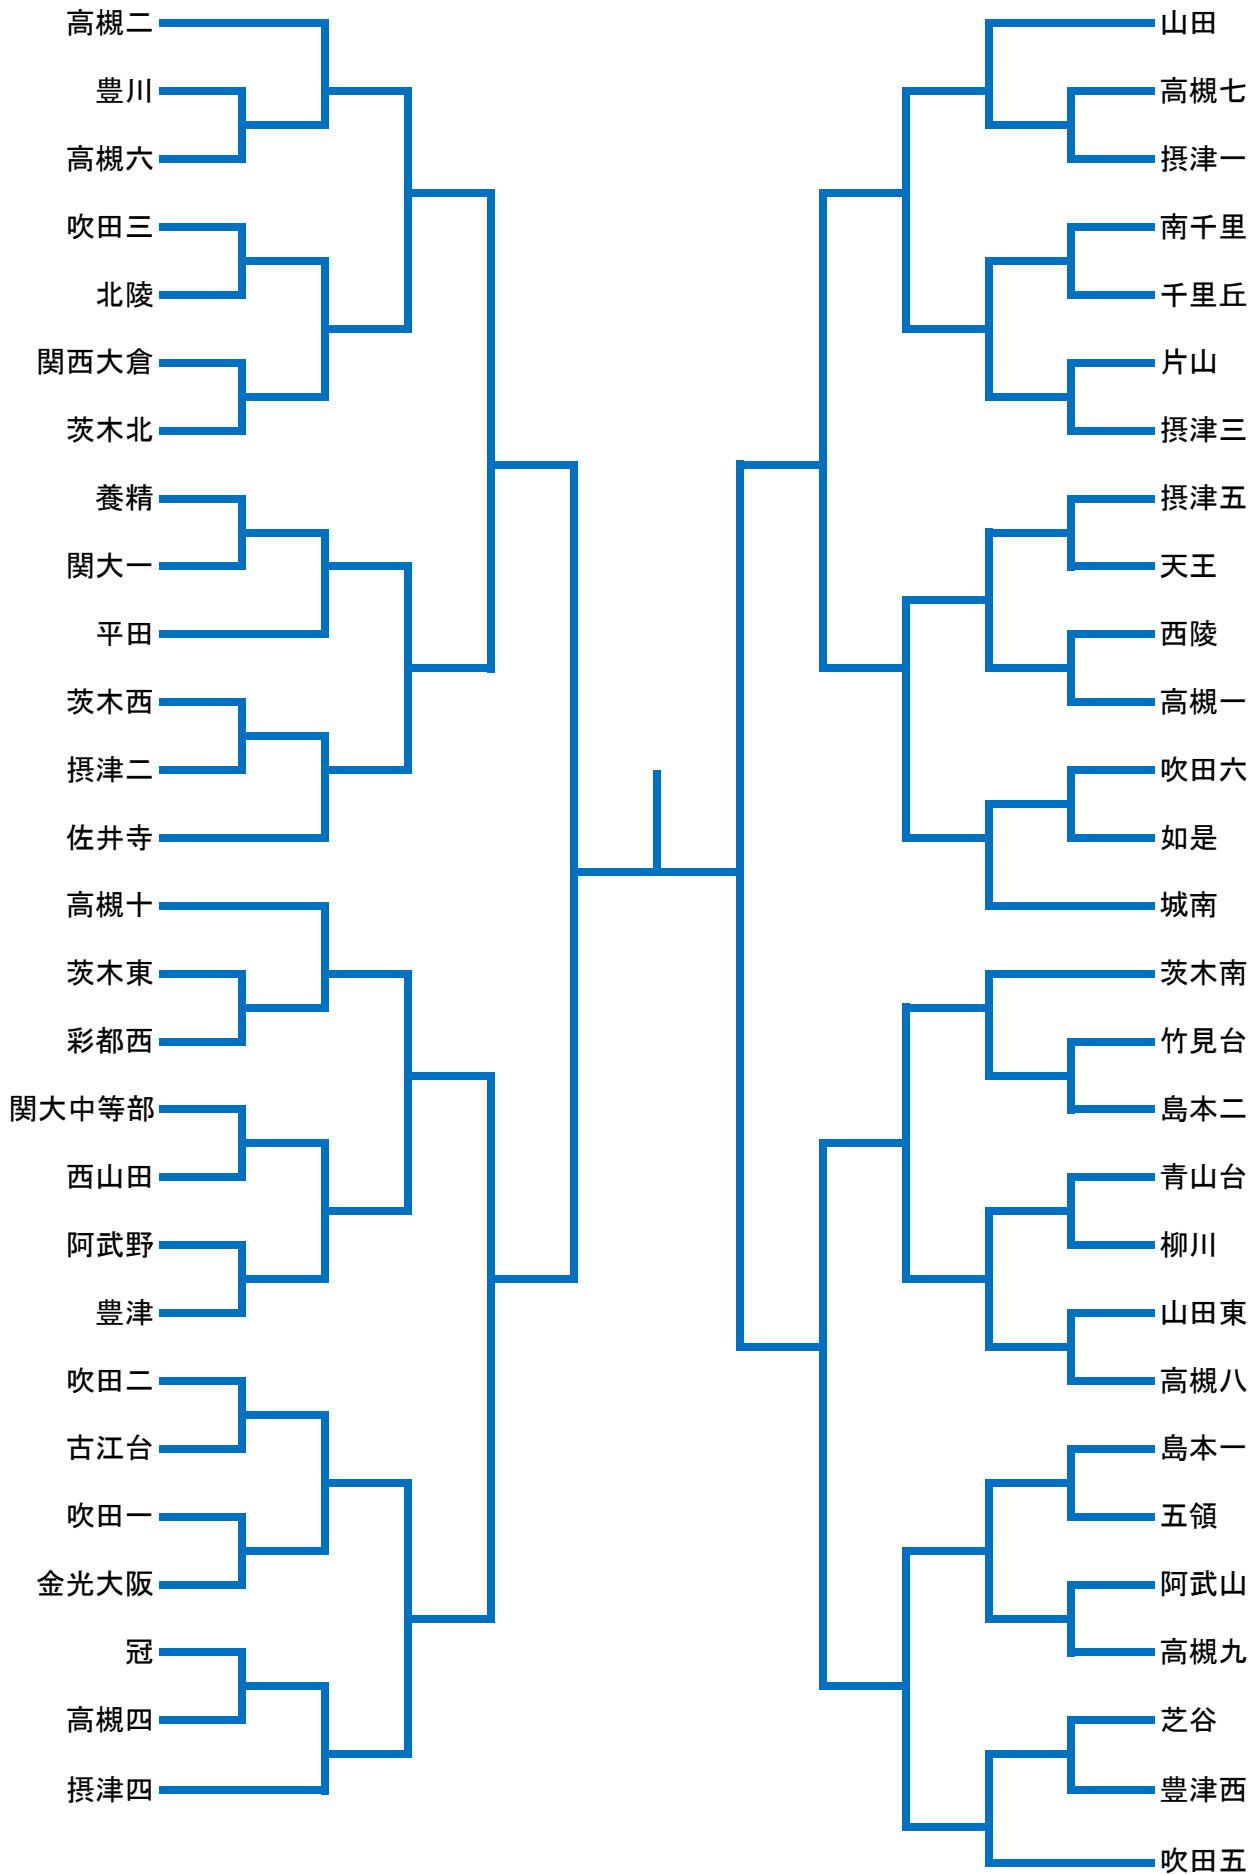 高槻二
豊川
高槻六
吹田三
北陵
関西大倉
茨木北
養精
関大一
平田
茨木西
摂津二
佐井寺
高槻十
茨木東
彩都西
関大中等部
西山田
阿武野
豊津
吹田二
古江台
吹田一
金光大阪
冠
高槻四
摂津四
山田
高槻七
摂津一
南千里
千里丘
片山
摂津三
摂津五
天王
西陵
高槻一
吹田六
如是
城南
茨木南
竹見台
島本二
青山台
柳川
山田東
高槻八
島本一
五領
阿武山
高槻九
芝谷
豊津西
吹田五